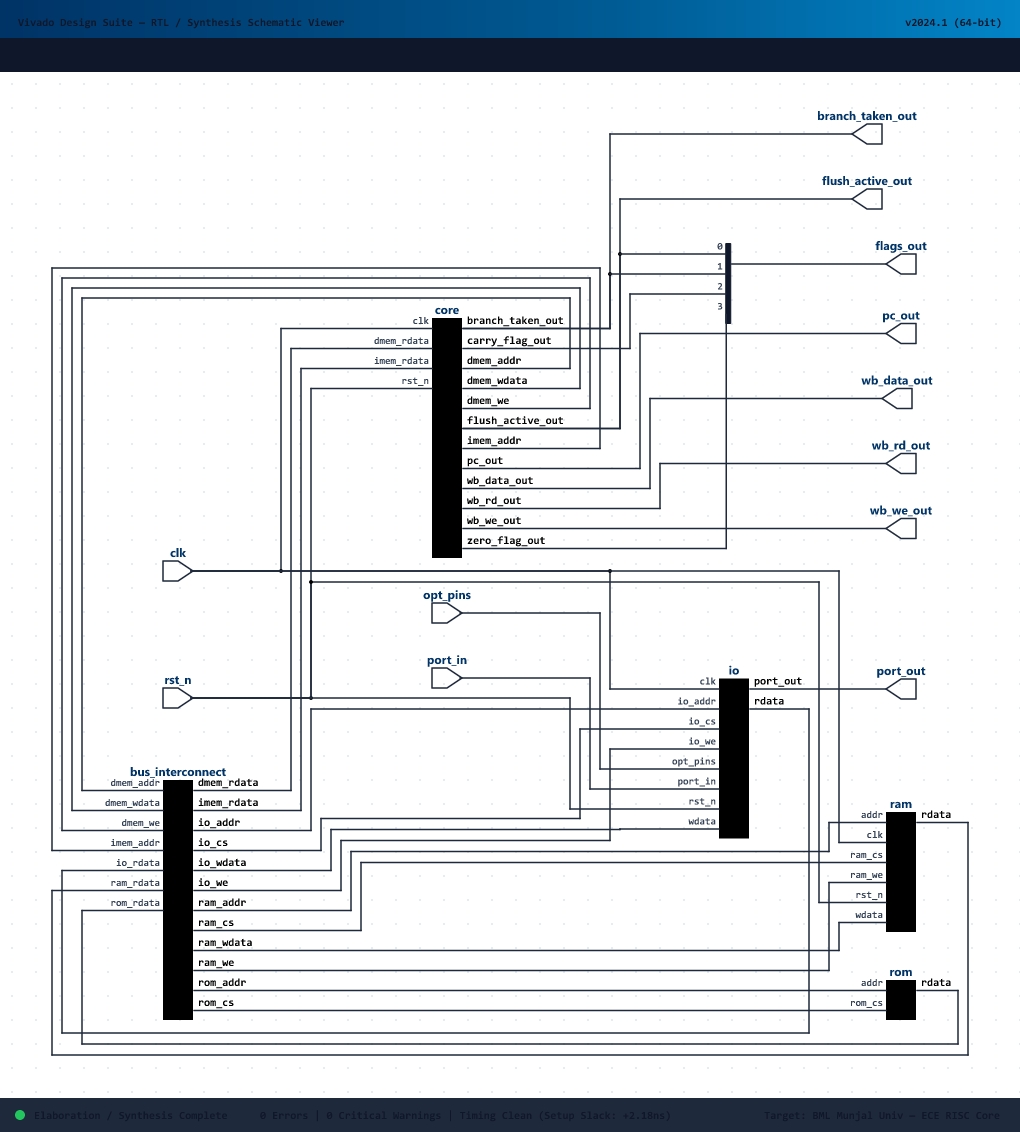 Vivado Design Suite — RTL / Synthesis Schematic Viewer
v2024.1 (64-bit)
branch_taken_out
flush_active_out
flags_out
0
1
2
3
pc_out
wb_data_out
wb_rd_out
wb_we_out
core
clk
dmem_rdata
imem_rdata
rst_n
branch_taken_out
carry_flag_out
dmem_addr
dmem_wdata
dmem_we
flush_active_out
imem_addr
pc_out
wb_data_out
wb_rd_out
wb_we_out
zero_flag_out
clk
opt_pins
port_in
rst_n
io
clk
io_addr
io_cs
io_we
opt_pins
port_in
rst_n
wdata
port_out
rdata
port_out
bus_interconnect
dmem_addr
dmem_wdata
dmem_we
imem_addr
io_rdata
ram_rdata
rom_rdata
dmem_rdata
imem_rdata
io_addr
io_cs
io_wdata
io_we
ram_addr
ram_cs
ram_wdata
ram_we
rom_addr
rom_cs
ram
addr
clk
ram_cs
ram_we
rst_n
wdata
rdata
rom
addr
rom_cs
rdata
Elaboration / Synthesis Complete
0 Errors | 0 Critical Warnings | Timing Clean (Setup Slack: +2.18ns)
Target: BML Munjal Univ — ECE RISC Core